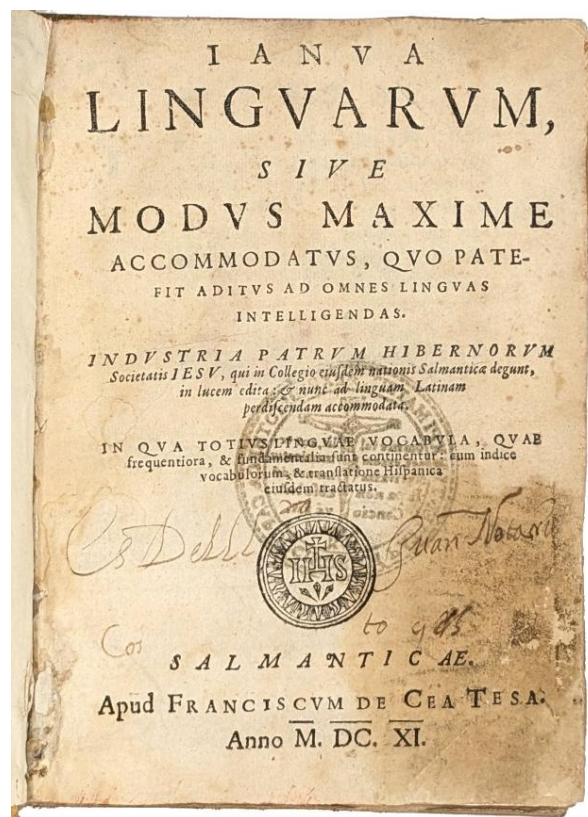 IANVA
LINGVARVM,
SIVE
MODVS MAXIME
ACCOMMODATVS, QVO PATE-
FIT ADITVS AD OMNES LINGVAS
INTELLIGENDAS.
INDVSTRIA PATRVM HIBERNORVM
Societatis IESV, qui in Collegio eiuſdem nationis Salmanticæ degunt,
in lucem edita: & nunc ad linguam Latinam
perdiſcendam accommodata.
IN QVA TOTIVS LINGVAE VOCABVLA, QVAE
frequentiora, & fundamentalia ſunt continentur: cum indice
vocabulorum, & tranſlatione Hiſpanica
eiuſdem tractatus.
Es Del
Juan
IHS
SALMANTICAE.
Apud FRANCISCVM DE CEA TESA.
Anno M. DC. XI.